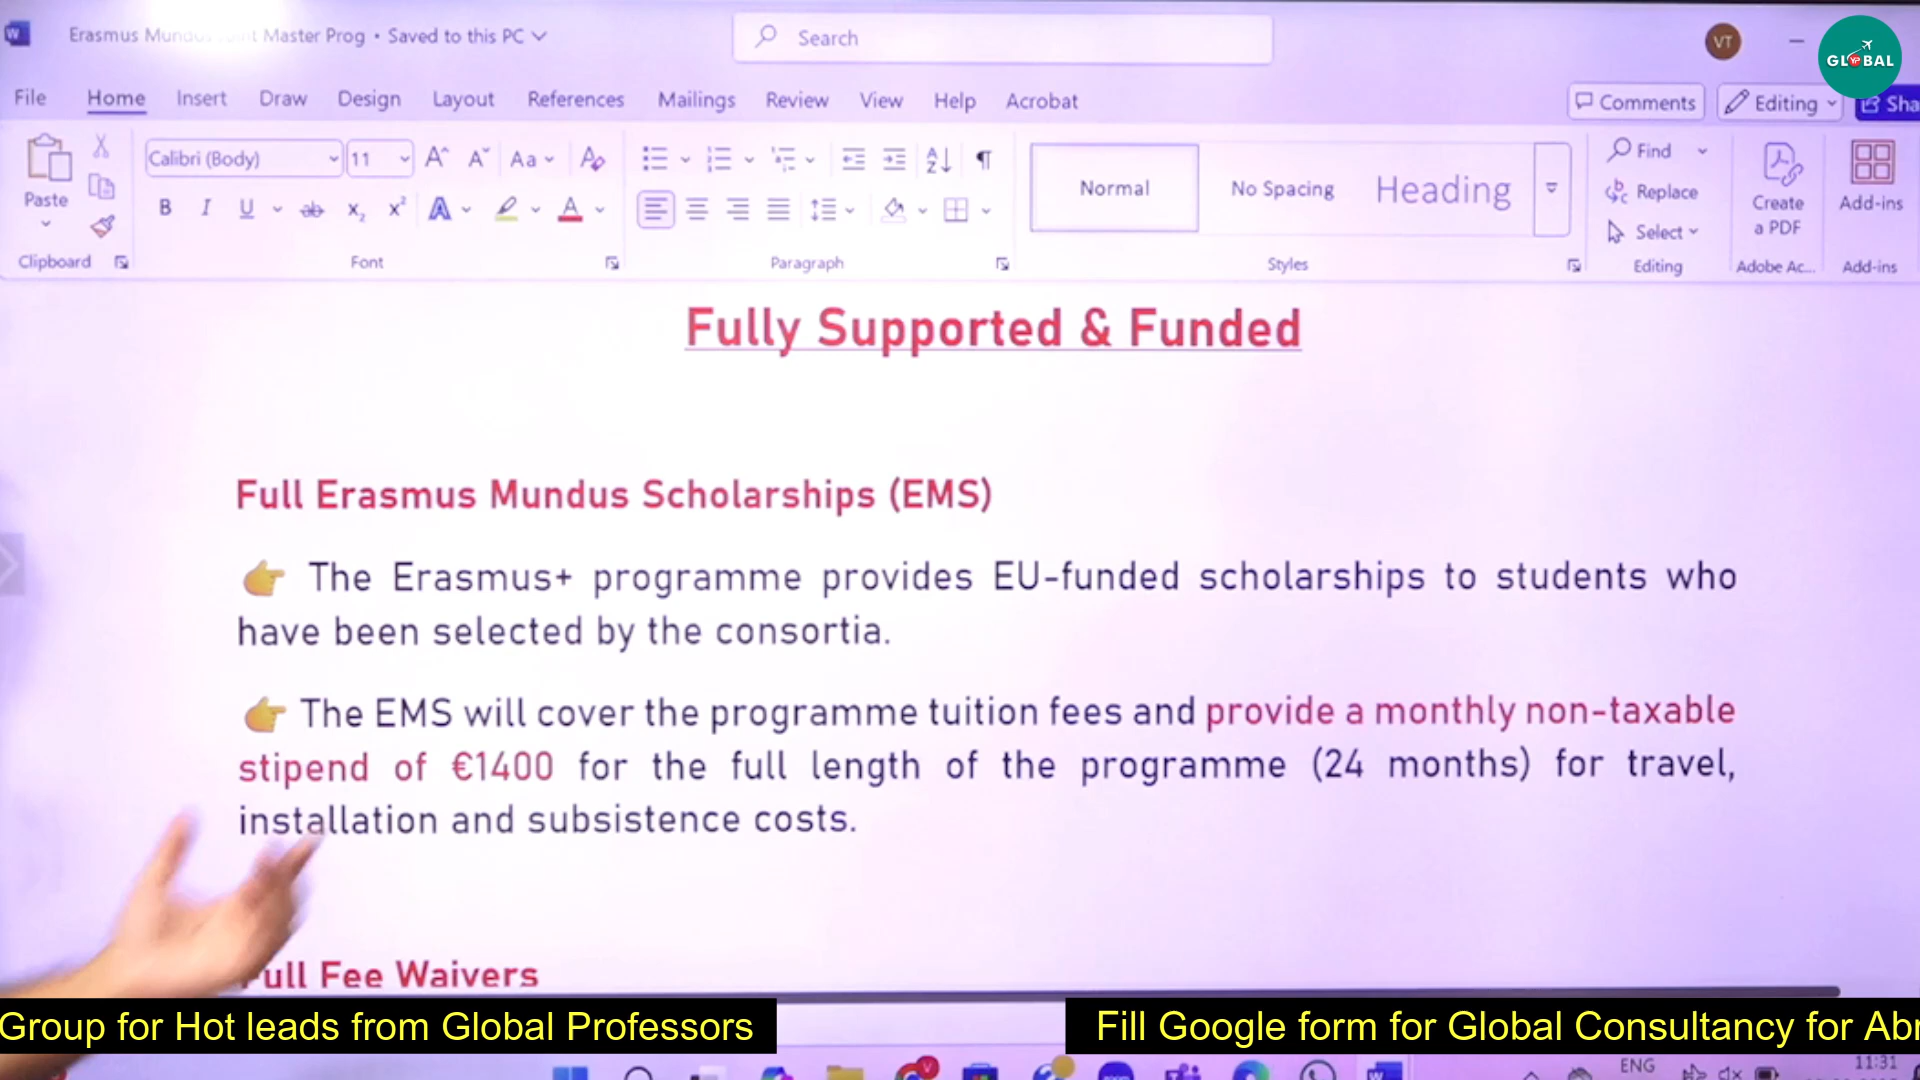 Erasmus Mundus Joint Master Prog • Saved to this PC
Search
VT
GLOBAL
YP
File Home Insert Draw Design Layout References Mailings Review View Help Acrobat
Comments Editing Sha
Paste
Calibri (Body) 11
Normal No Spacing Heading
Find
Replace
Select
Create
a PDF
Add-ins
Clipboard Font Paragraph Styles Editing Adobe Ac... Add-ins
Fully Supported & Funded
Full Erasmus Mundus Scholarships (EMS)
👉 The Erasmus+ programme provides EU-funded scholarships to students who
have been selected by the consortia.
👉 The EMS will cover the programme tuition fees and provide a monthly non-taxable
stipend of €1400 for the full length of the programme (24 months) for travel,
installation and subsistence costs.
Full Fee Waivers
Group for Hot leads from Global Professors
Fill Google form for Global Consultancy for Abr
ENG
11:31